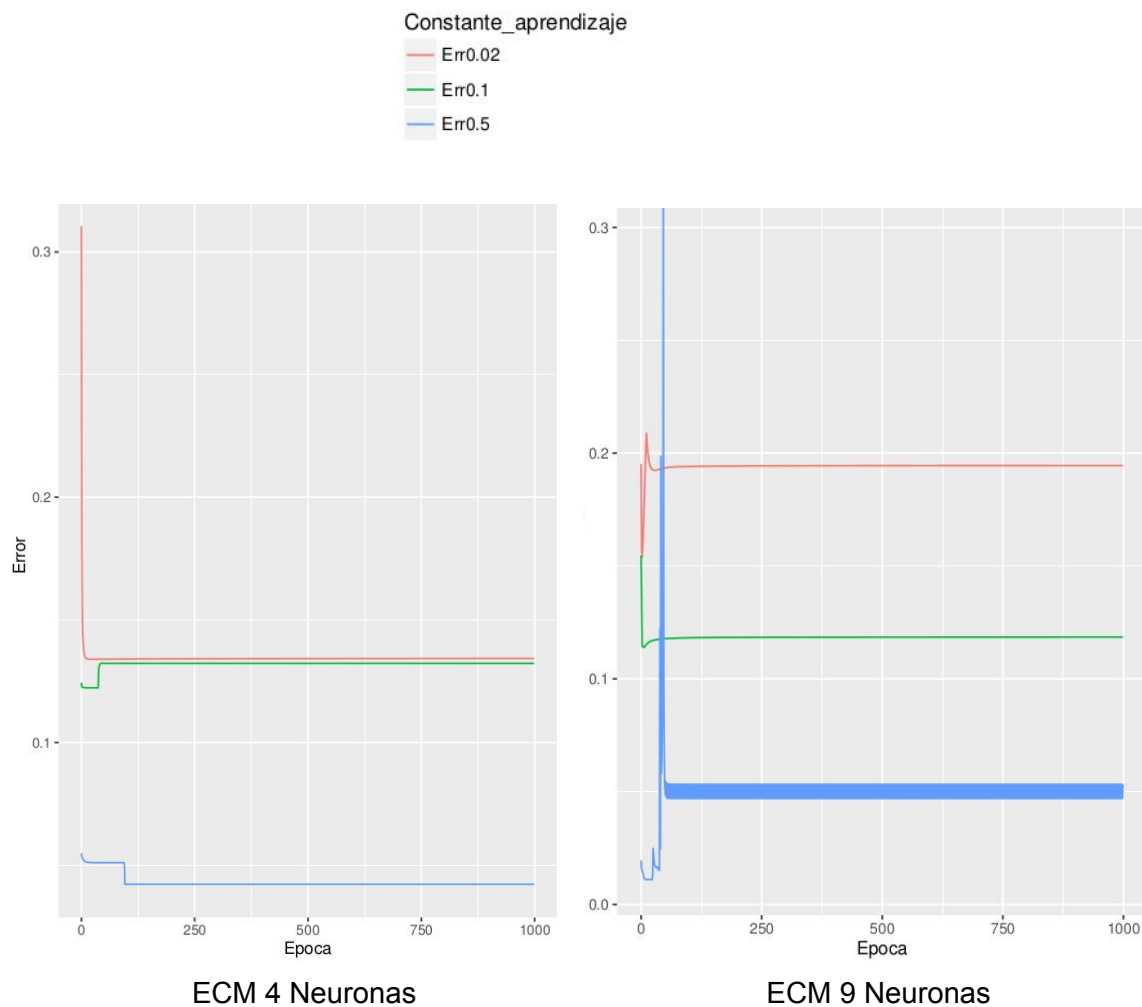 Constante_aprendizaje
Err0.02
Err0.1
Err0.5
0.3
0.2
0.1
Error
0
250
500
750
1000
Epoca
ECM 4 Neuronas
0.3
0.2
0.1
0.0
0
250
500
750
1000
Epoca
ECM 9 Neuronas